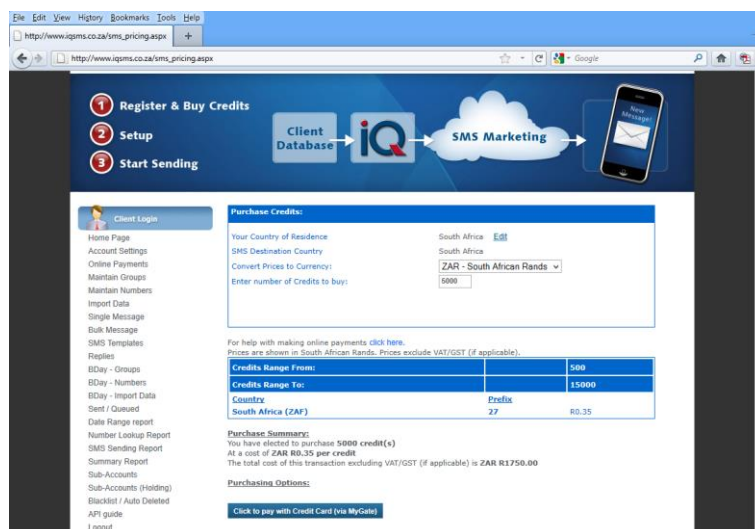 File Edit View History Bookmarks Tools Help
http://www.iqsms.co.za/sms_pricing.aspx +
http://www.iqsms.co.za/sms_pricing.aspx Google
1 Register & Buy Credits
2 Setup
3 Start Sending
Client Database
iQ
SMS Marketing
New Message!
Client Login
Home Page
Account Settings
Online Payments
Maintain Groups
Maintain Numbers
Import Data
Single Message
Bulk Message
SMS Templates
Replies
BDay - Groups
BDay - Numbers
BDay - Import Data
Sent / Queued
Date Range report
Number Lookup Report
SMS Sending Report
Summary Report
Sub-Accounts
Sub-Accounts (Holding)
Blacklist / Auto Deleted
API guide
Logout
Purchase Credits:
Your Country of Residence South Africa Edit
SMS Destination Country South Africa
Convert Prices to Currency: ZAR - South African Rands
Enter number of Credits to buy: 5000
For help with making online payments click here.
Prices are shown in South African Rands. Prices exclude VAT/GST (if applicable).
Credits Range From: 500
Credits Range To: 15000
Country Prefix
South Africa (ZAF) 27 R0.35
Purchase Summary:
You have elected to purchase 5000 credit(s)
At a cost of ZAR R0.35 per credit
The total cost of this transaction excluding VAT/GST (if applicable) is ZAR R1750.00
Purchasing Options:
Click to pay with Credit Card (via MyGate)